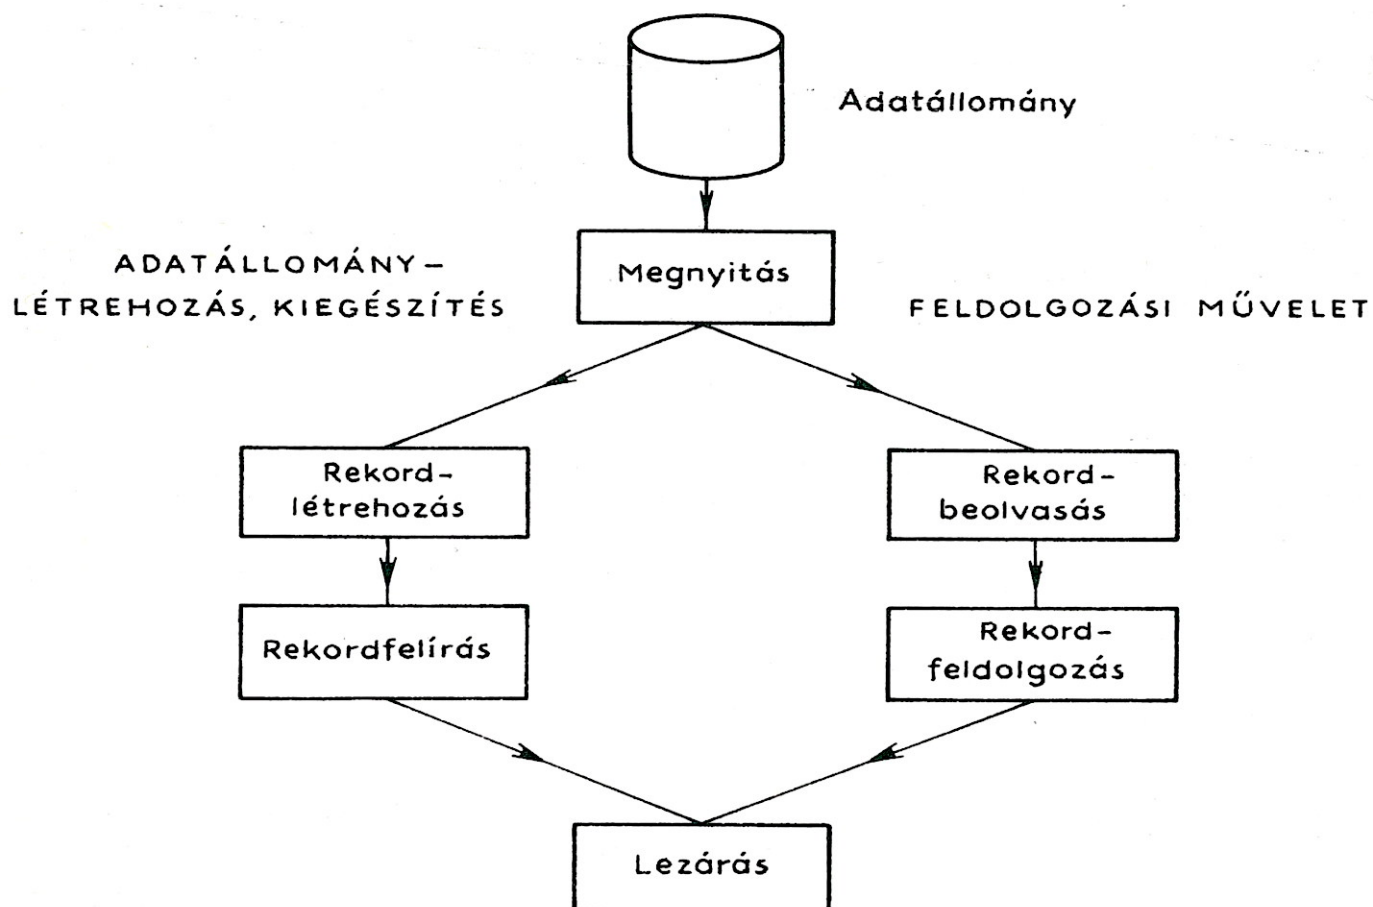 Adatállomány
Megnyitás
ADATÁLLOMÁNY-
LÉTREHOZÁS, KIEGÉSZÍTÉS
FELDOLGOZÁSI MŰVELET
Rekord-
létrehozás
Rekord-
beolvasás
Rekordfelírás
Rekord-
feldolgozás
Lezárás